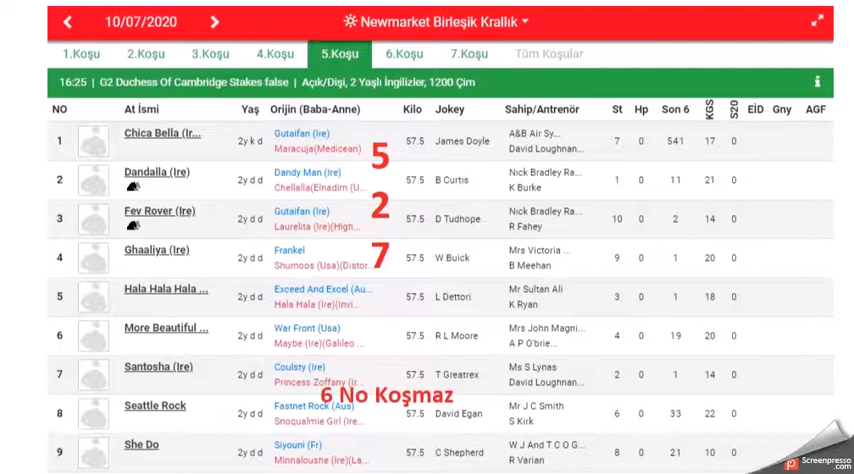 10/07/2020
Newmarket Birleşik Krallık
1.Koşu 2.Koşu 3.Koşu 4.Koşu 5.Koşu 6.Koşu 7.Koşu Tüm Koşular
16:25 | G2 Duchess Of Cambridge Stakes false | Açık/Dişi, 2 Yaşlı İngilizler, 1200 Çim
NO At İsmi Yaş Orijin (Baba-Anne) Kilo Jokey Sahip/Antrenör St Hp Son 6 KGS S20 EİD Gny AGF
1 Chica Bella (Ir... 2y k d Gutaifan (Ire) 57.5 James Doyle A&B Air Sy... 7 0 541 17 0
Maracuja(Medicean) David Loughnan...
5
2 Dandalla (Ire) 2y d d Dandy Man (Ire) 57.5 B Curtis Nick Bradley Ra... 1 0 11 21 0
Chellalla(Elnadim (U... K Burke
2
3 Fev Rover (Ire) 2y d d Gutaifan (Ire) 57.5 D Tudhope Nick Bradley Ra... 10 0 2 14 0
Laurelita (Ire)(High... R Fahey
7
4 Ghaaliya (Ire) 2y d d Frankel 57.5 W Buick Mrs Victoria .. 9 0 1 20 0
Shumoos (Usa)(Distor... B Meehan
5 Hala Hala Hala ... 2y d d Exceed And Excel (Au... 57.5 L Dettori Mr Sultan Ali 3 0 1 18 0
Hala Hala (Ire)(Invi... K Ryan
6 More Beautiful ... 2y d d War Front (Usa) 57.5 R L Moore Mrs John Magni... 4 0 19 20 0
Maybe (Ire)(Galileo ... A P O'brie...
7 Santosha (Ire) 2y d d Coulsty (Ire) 57.5 T Greatrex Ms S Lynas 2 0 1 14 0
Princess Zoffany (Ir... David Loughnan...
6 No Koşmaz
8 Seattle Rock 2y d d Fastnet Rock (Aus) 57.5 David Egan Mr J C Smith 6 0 33 22 0
Snoqualmie Girl (Ire... S Kirk
9 She Do 2y d d Siyouni (Fr) 57.5 C Shepherd W J And T C O G... 8 0 21 10 0
Minnaloushe (Ire)(La... R Varian
Screenpresso
.com